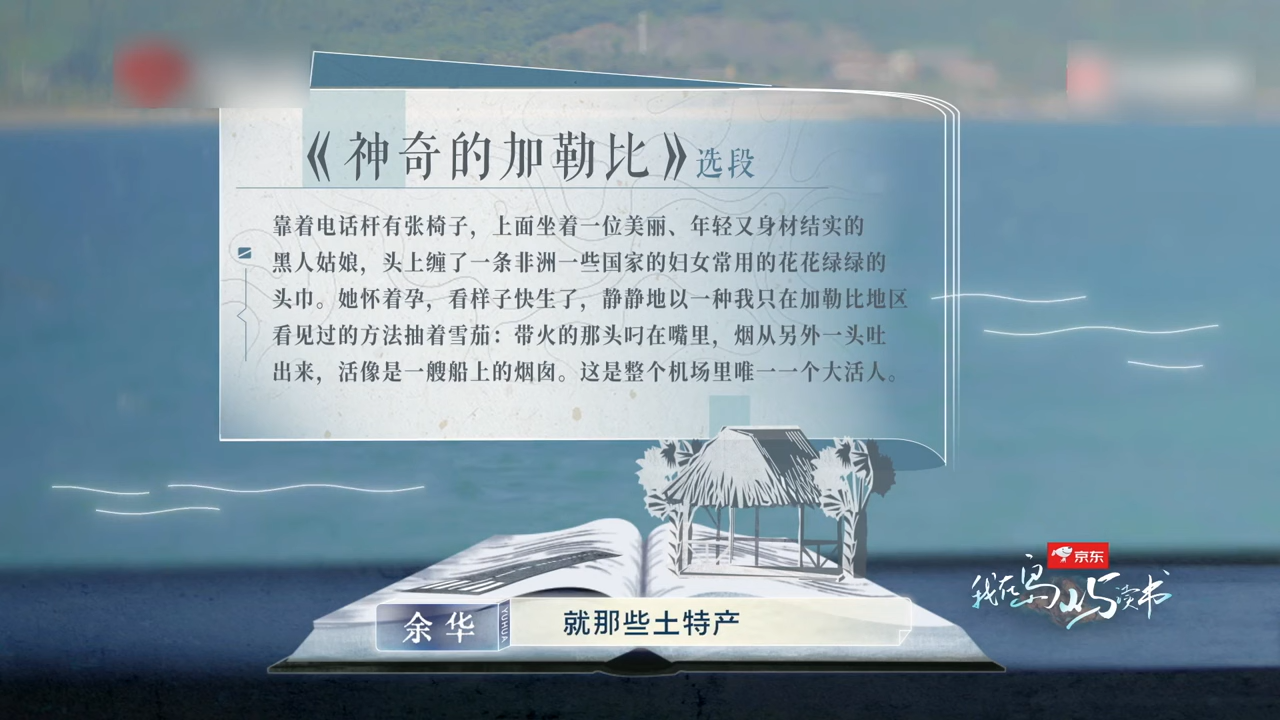 《神奇的加勒比》选段
靠着电话杆有张椅子，上面坐着一位美丽、年轻又身材结实的
黑人姑娘，头上缠了一条非洲一些国家的妇女常用的花花绿绿的
头巾。她怀着孕，看样子快生了，静静地以一种我只在加勒比地区
看见过的方法抽着雪茄：带火的那头叼在嘴里，烟从另外一头吐
出来，活像是一艘船上的烟囱。这是整个机场里唯一一个大活人。
京东
我在岛屿读书
余华
YUHUA
就那些土特产